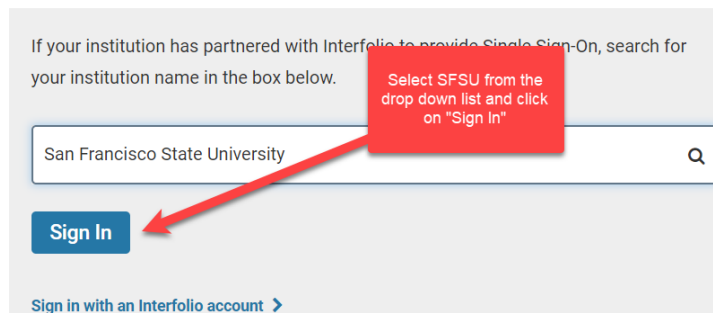 If your institution has partnered with Interfolio to provide Single Sign-On, search for
your institution name in the box below.
Select SFSU from the
drop down list and click
on "Sign In"
San Francisco State University
Sign In
Sign in with an Interfolio account